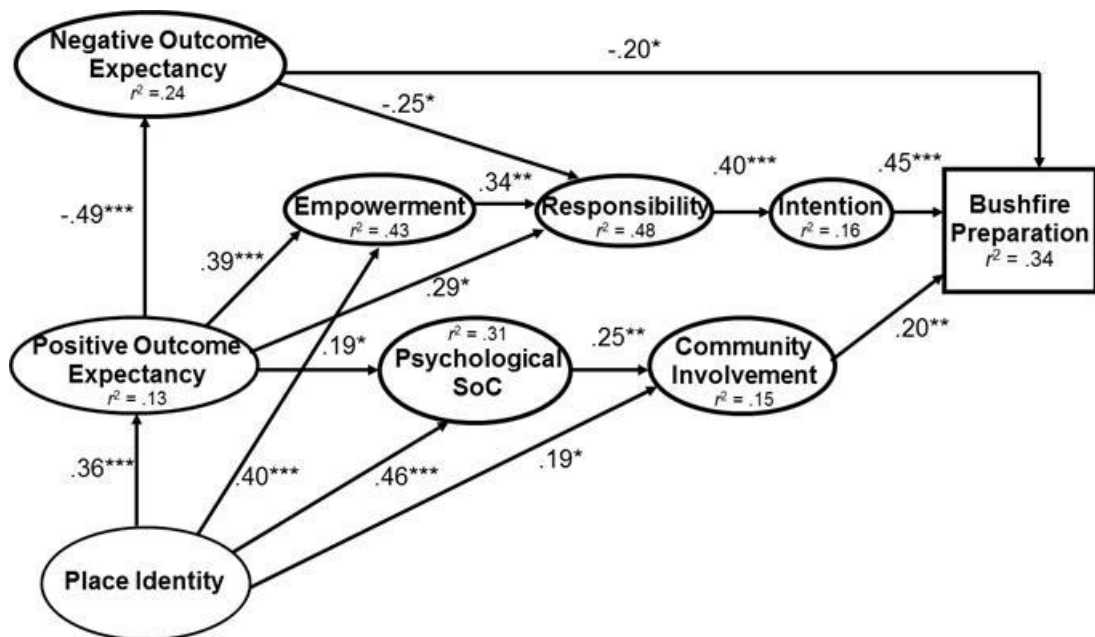 Negative Outcome
Expectancy
r² =.24
-.20*
-.25*
-.49***
Empowerment
r² = .43
.34**
Responsibility
r² = .48
.40***
Intention
r² = .16
.45***
Bushfire
Preparation
r² = .34
.39***
.29*
Positive Outcome
Expectancy
r² = .13
.19*
r² = .31
Psychological
SoC
.25**
Community
Involvement
r² = .15
.20**
.36***
.40***
.46***
.19*
Place Identity